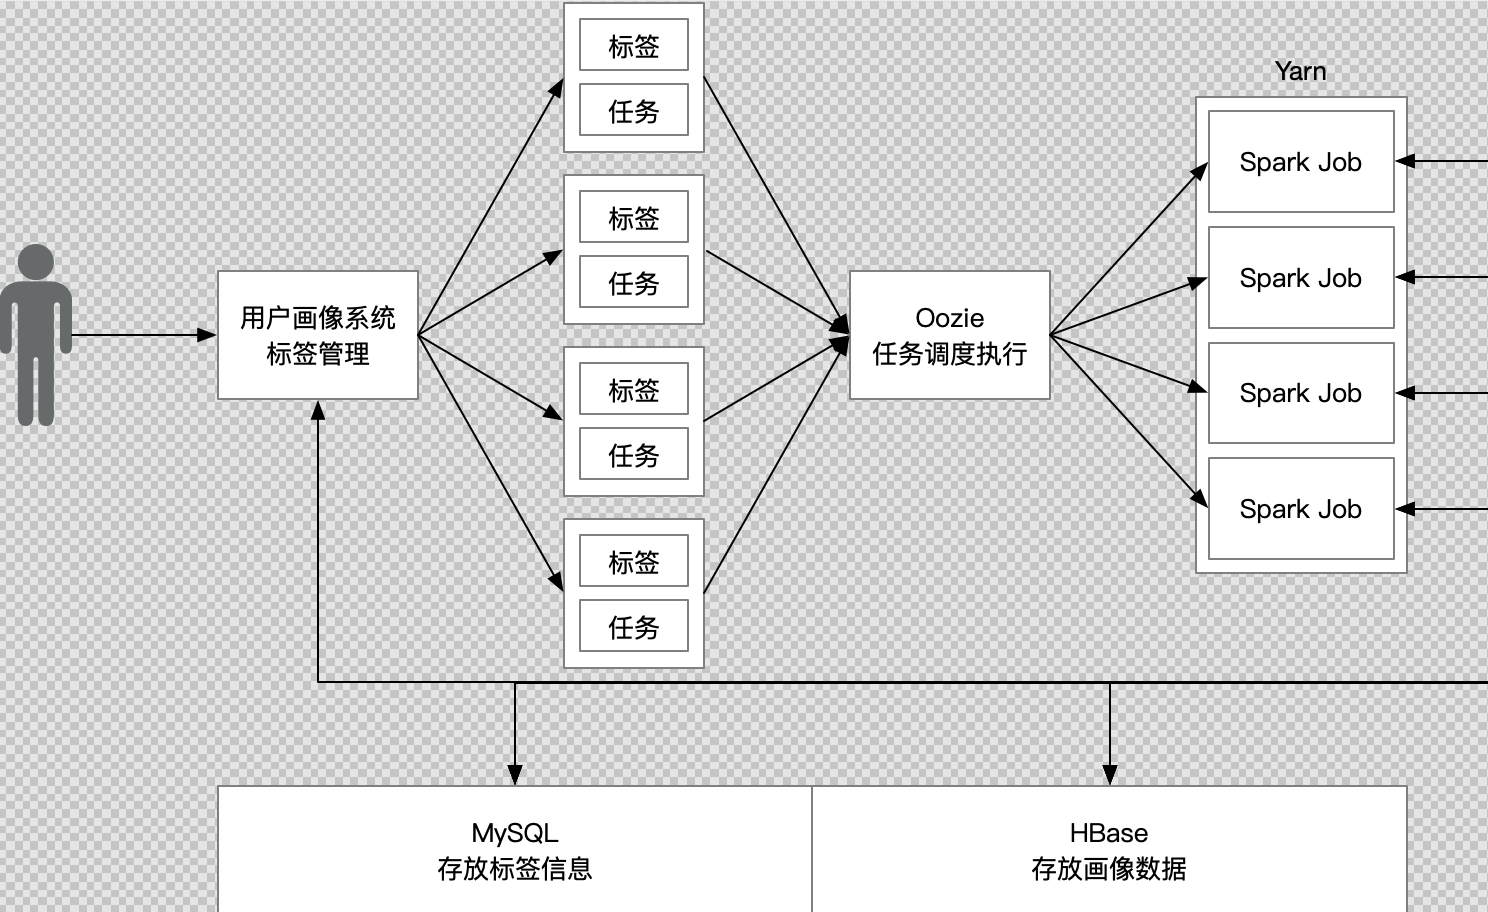 标签
任务
标签
任务
标签
任务
标签
任务
用户画像系统
标签管理
Oozie
任务调度执行
Yarn
Spark Job
Spark Job
Spark Job
Spark Job
MySQL
存放标签信息
HBase
存放画像数据